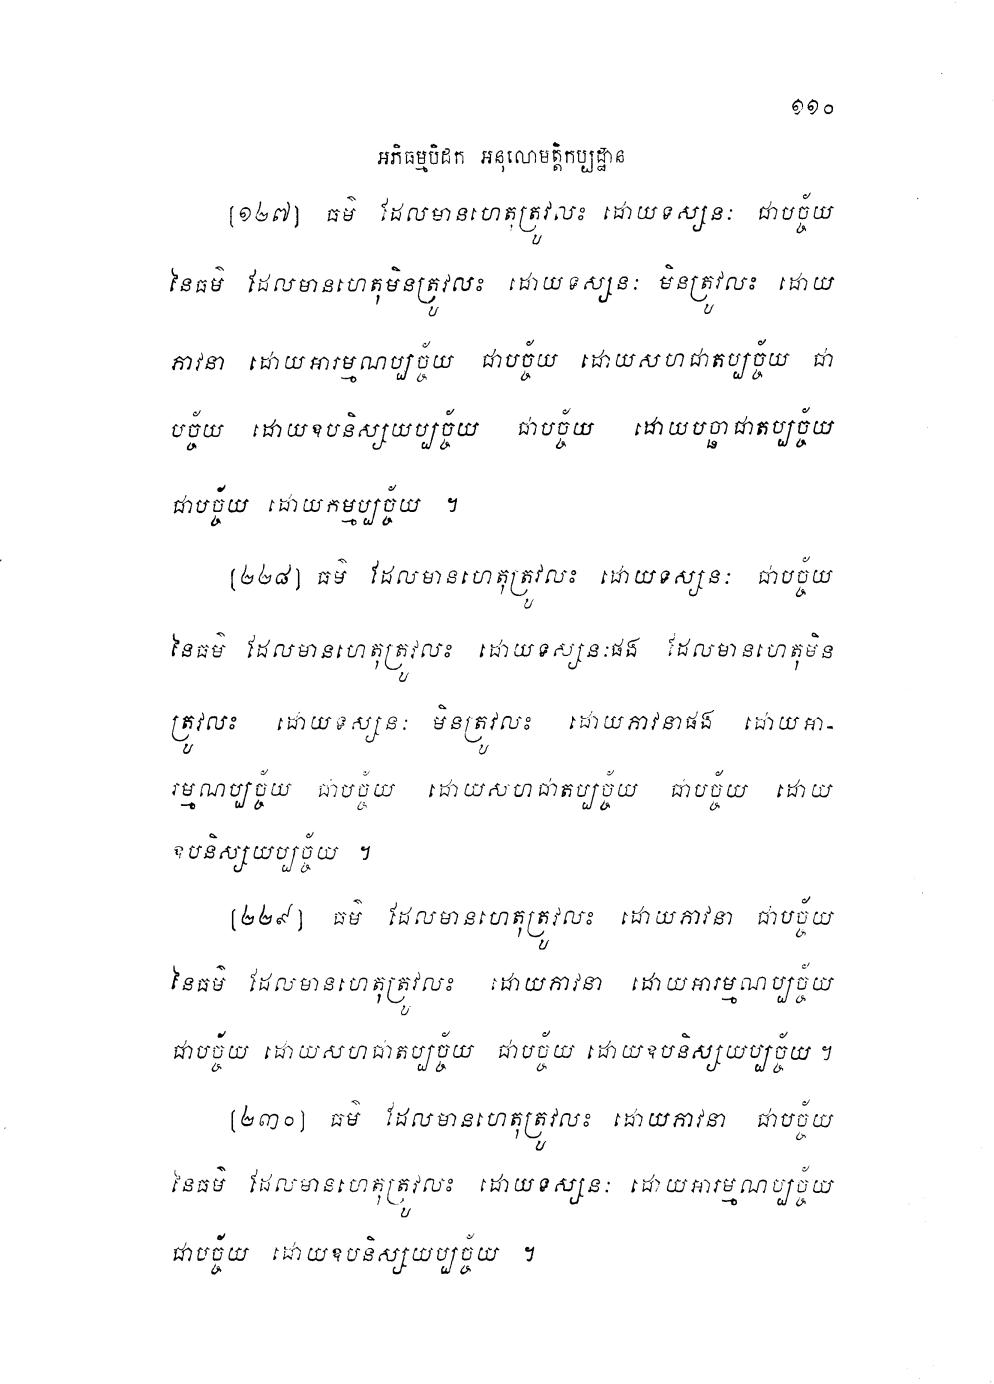 ១១០
អភិធម្មបិដក អនុលោមត្តិកប្បដ្ឋាន
[១២៧] ធម៌ ដែលមានហេតុត្រូវលះ ដោយទស្សនៈ ជាបច្ច័យ
នៃធម៌ ដែលមានហេតុមិនត្រូវលះ ដោយទស្សនៈ មិនត្រូវលះ ដោយ
ភាវនា ដោយអារម្មណប្បច្ច័យ ជាបច្ច័យ ដោយសហជាតប្បច្ច័យ ជា
បច្ច័យ ដោយឧបនិស្សយប្បច្ច័យ ជាបច្ច័យ ដោយបច្ឆាជាតប្បច្ច័យ
ជាបច្ច័យ ដោយកម្មប្បច្ច័យ ។
[២២៨] ធម៌ ដែលមានហេតុត្រូវលះ ដោយទស្សនៈ ជាបច្ច័យ
នៃធម៌ ដែលមានហេតុត្រូវលះ ដោយទស្សនៈផង ដែលមានហេតុមិន
ត្រូវលះ ដោយទស្សនៈ មិនត្រូវលះ ដោយភាវនាផង ដោយអា-
រម្មណប្បច្ច័យ ជាបច្ច័យ ដោយសហជាតប្បច្ច័យ ជាបច្ច័យ ដោយ
ឧបនិស្សយប្បច្ច័យ ។
[២២៩] ធម៌ ដែលមានហេតុត្រូវលះ ដោយភាវនា ជាបច្ច័យ
នៃធម៌ ដែលមានហេតុត្រូវលះ ដោយភាវនា ដោយអារម្មណប្បច្ច័យ
ជាបច្ច័យ ដោយសហជាតប្បច្ច័យ ជាបច្ច័យ ដោយឧបនិស្សយប្បច្ច័យ ។
[២៣០] ធម៌ ដែលមានហេតុត្រូវលះ ដោយភាវនា ជាបច្ច័យ
នៃធម៌ ដែលមានហេតុត្រូវលះ ដោយទស្សនៈ ដោយអារម្មណប្បច្ច័យ
ជាបច្ច័យ ដោយឧបនិស្សយប្បច្ច័យ ។